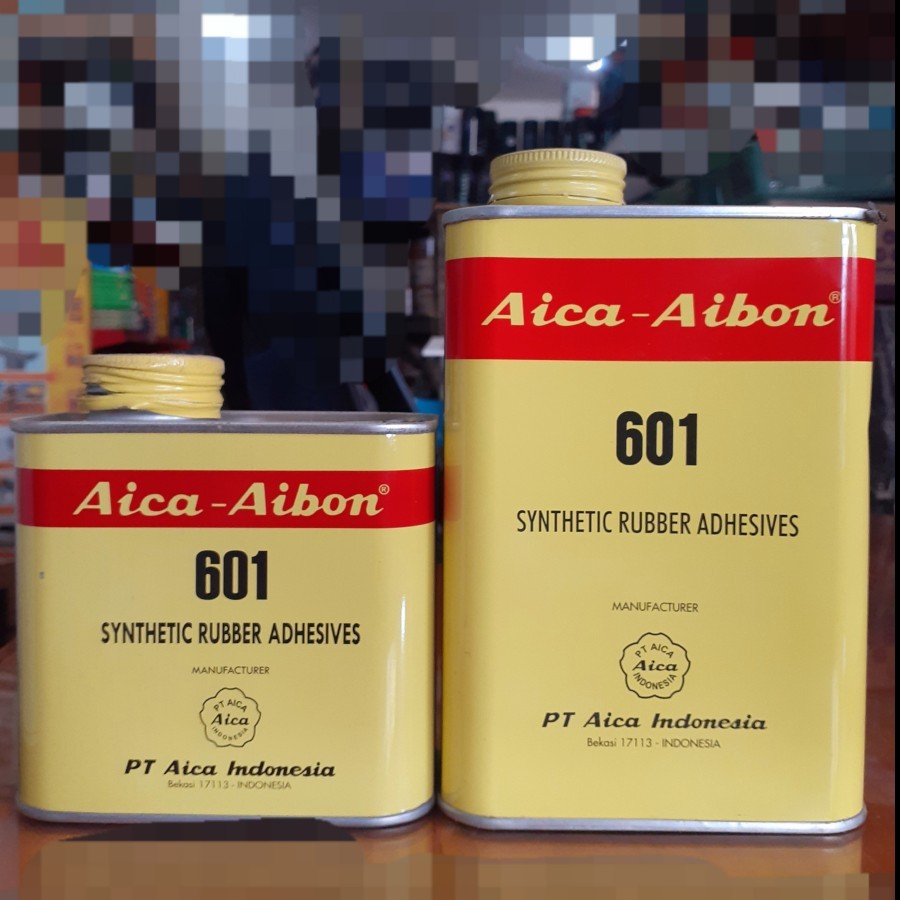 Aica-Aibon®
601
SYNTHETIC RUBBER ADHESIVES
MANUFACTURER
PT AICA
Aica
INDONESIA
PT Aica Indonesia
Bekasi 17113 - INDONESIA
Aica-Aibon®
601
SYNTHETIC RUBBER ADHESIVES
MANUFACTURER
PT AICA
Aica
INDONESIA
PT Aica Indonesia
Bekasi 17113 - INDONESIA